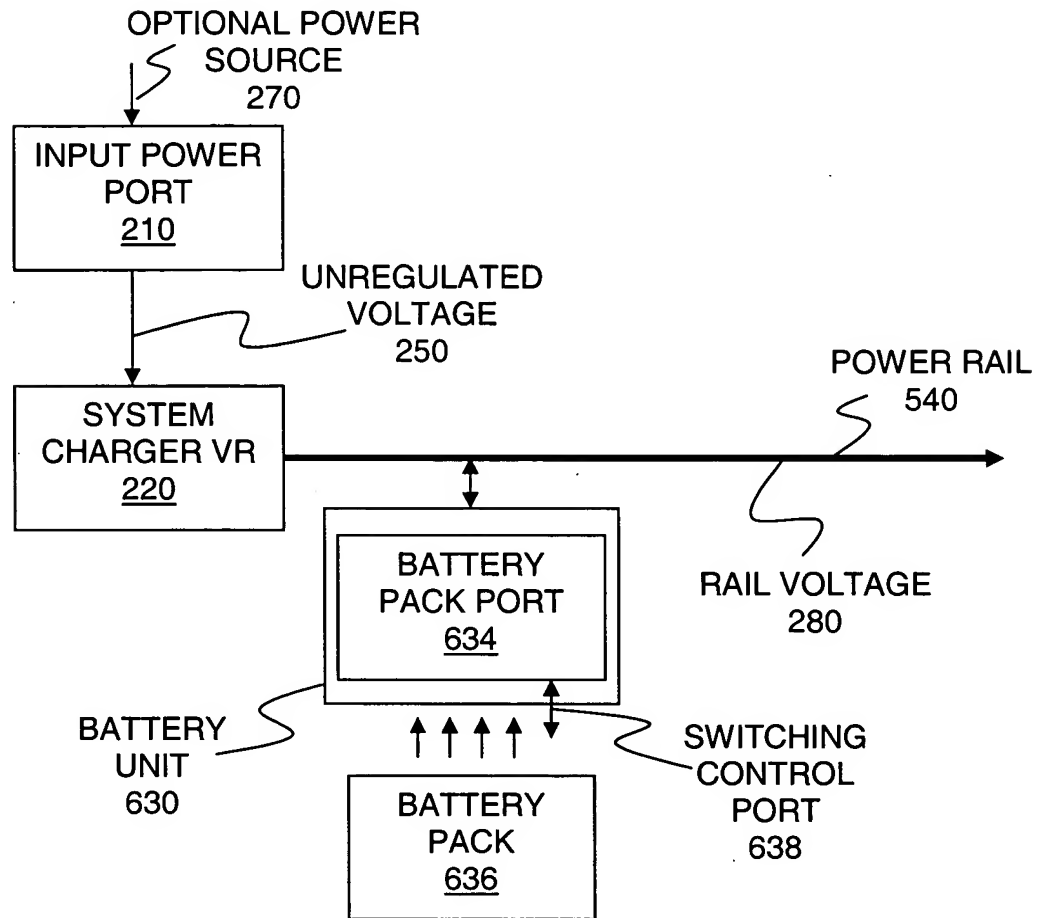 OPTIONAL POWER
SOURCE
270
INPUT POWER
PORT
210
UNREGULATED
VOLTAGE
250
POWER RAIL
540
SYSTEM
CHARGER VR
220
BATTERY
PACK PORT
634
RAIL VOLTAGE
280
BATTERY
UNIT
630
SWITCHING
CONTROL
PORT
638
BATTERY
PACK
636